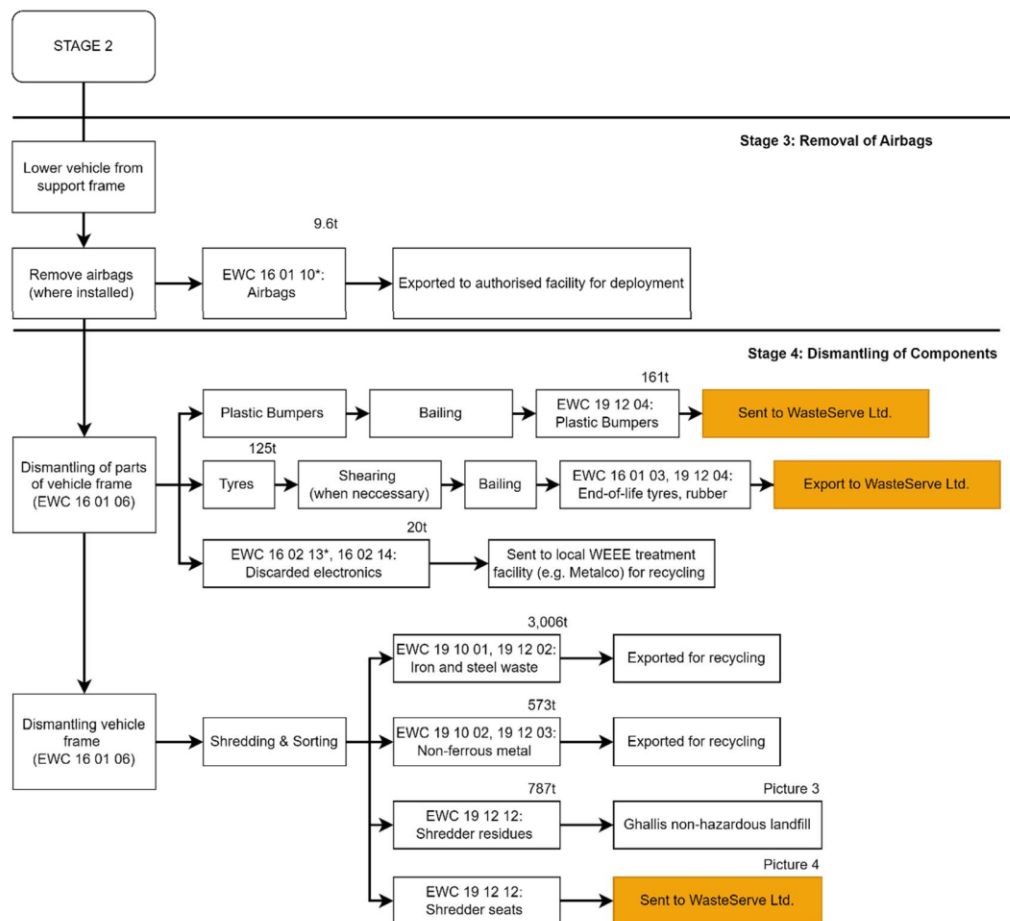 STAGE 2
Stage 3: Removal of Airbags
Lower vehicle from
support frame
9.6t
Remove airbags
(where installed)
EWC 16 01 10*:
Airbags
Exported to authorised facility for deployment
Stage 4: Dismantling of Components
161t
Plastic Bumpers
Bailing
EWC 19 12 04:
Plastic Bumpers
Sent to WasteServe Ltd.
Dismantling of parts
of vehicle frame
(EWC 16 01 06)
125t
Tyres
Shearing
(when neccessary)
Bailing
EWC 16 01 03, 19 12 04:
End-of-life tyres, rubber
Export to WasteServe Ltd.
20t
EWC 16 02 13*, 16 02 14:
Discarded electronics
Sent to local WEEE treatment
facility (e.g. Metalco) for recycling
3,006t
EWC 19 10 01, 19 12 02:
Iron and steel waste
Exported for recycling
Dismantling vehicle
frame
(EWC 16 01 06)
Shredding & Sorting
573t
EWC 19 10 02, 19 12 03:
Non-ferrous metal
Exported for recycling
787t
Picture 3
EWC 19 12 12:
Shredder residues
Ghallis non-hazardous landfill
Picture 4
EWC 19 12 12:
Shredder seats
Sent to WasteServe Ltd.